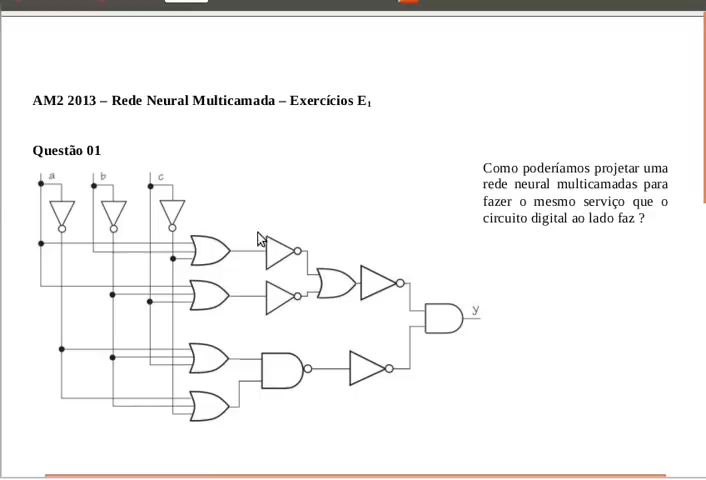 AM2 2013 – Rede Neural Multicamada – Exercícios E₁
Questão 01
a b c
Como poderíamos projetar uma
rede neural multicamadas para
fazer o mesmo serviço que o
circuito digital ao lado faz ?
y